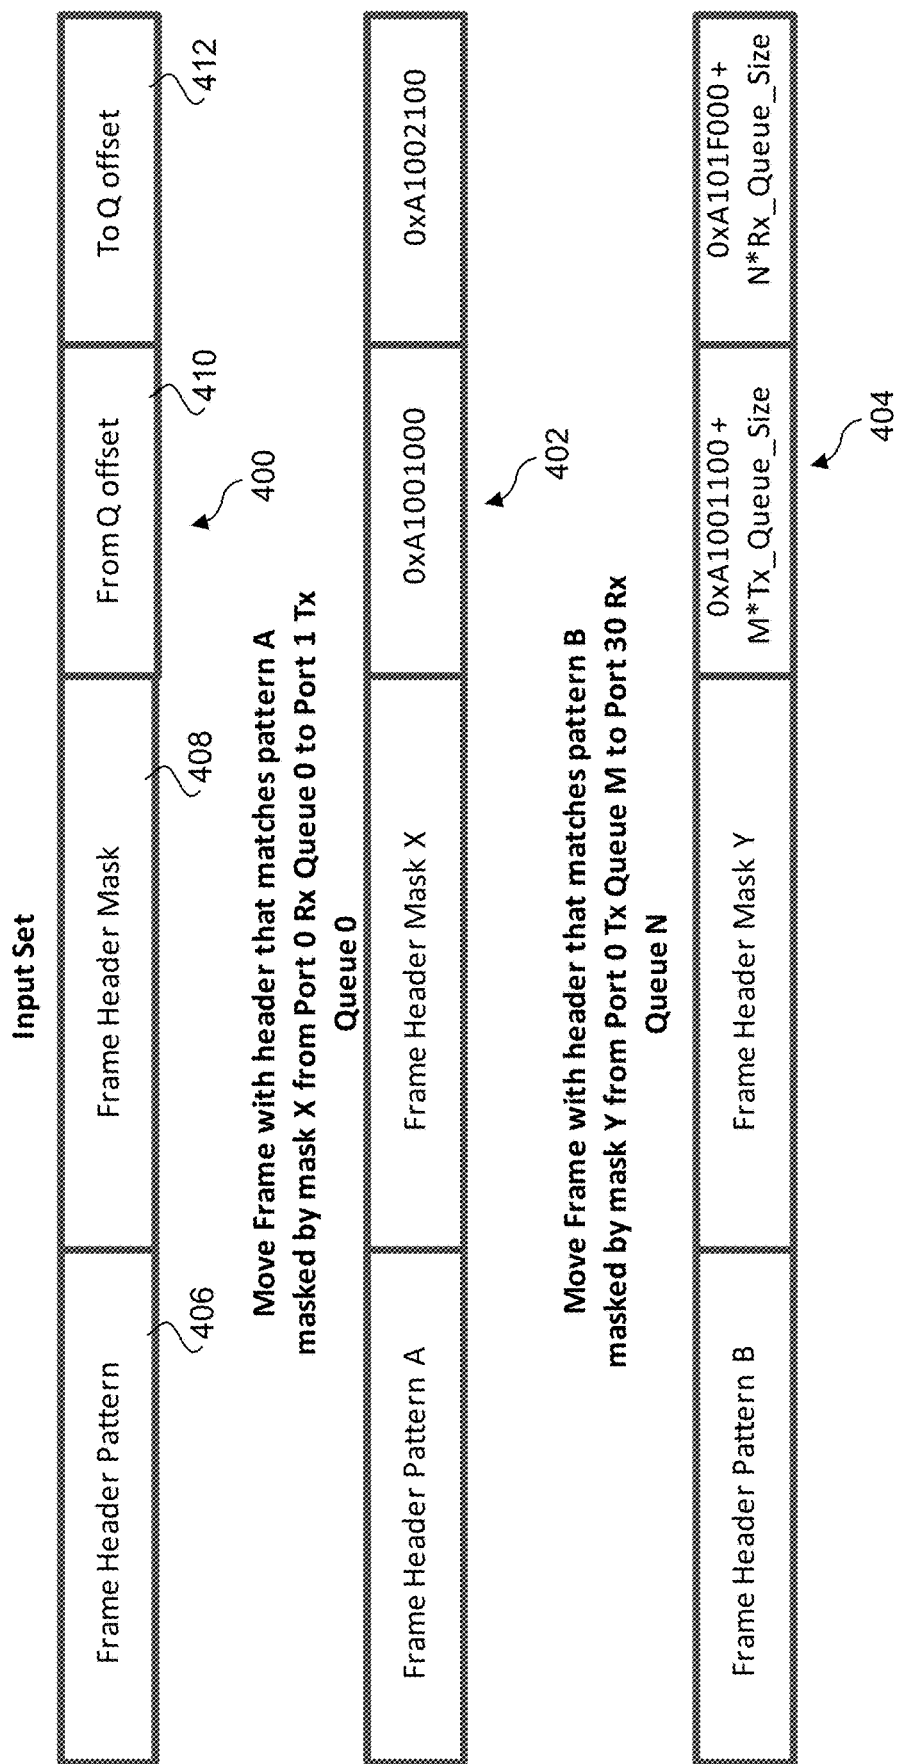 Input Set
Frame Header Pattern
Frame Header Mask
From Q offset
To Q offset
406
408
410
412
400
Move Frame with header that matches pattern A
masked by mask X from Port 0 Rx Queue 0 to Port 1 Tx
Queue 0
Frame Header Pattern A
Frame Header Mask X
0xA1001000
0xA1002100
402
Move Frame with header that matches pattern B
masked by mask Y from Port 0 Tx Queue M to Port 30 Rx
Queue N
Frame Header Pattern B
Frame Header Mask Y
0xA1001100 +
M*Tx_Queue_Size
0xA101F000 +
N*Rx_Queue_Size
404